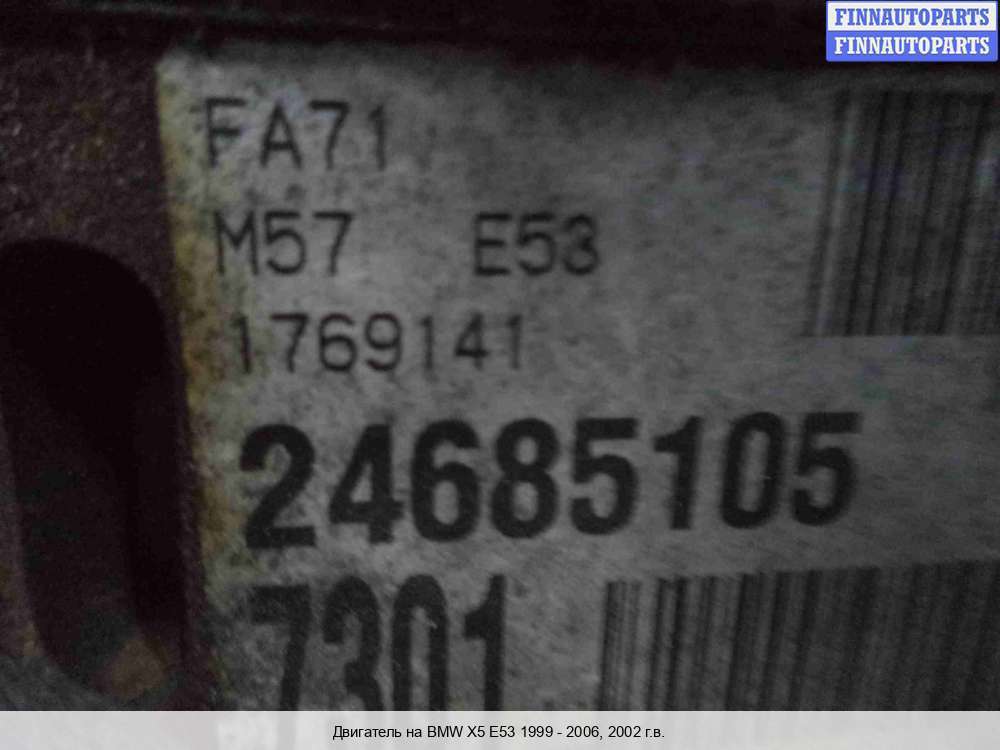 FINNAUTOPARTS
FINNAUTOPARTS
FA71
M57 E53
1769141
24685105
7301
Двигатель на BMW X5 E53 1999 - 2006, 2002 г.в.